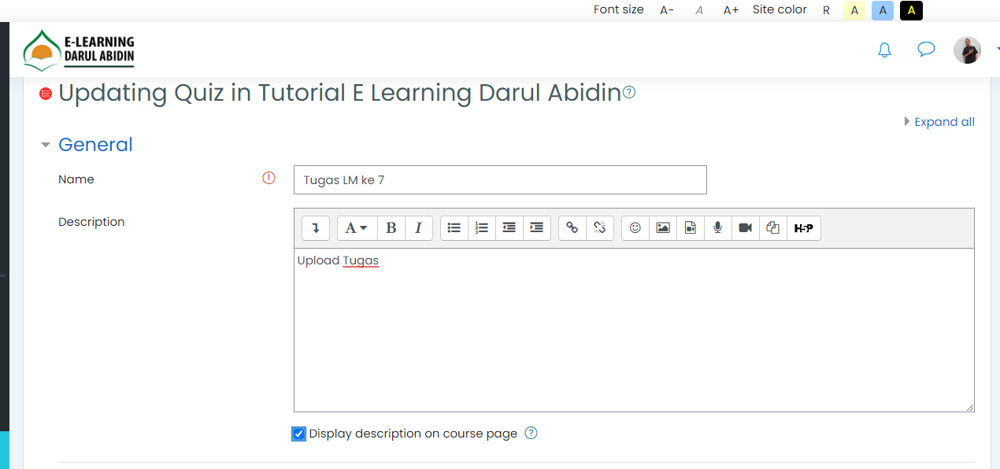 Font size A- A A+ Site color R A A A
E-LEARNING
DARUL ABIDIN
Updating Quiz in Tutorial E Learning Darul Abidin
Expand all
General
Name Tugas LM ke 7
Description
A B I H5P
Upload Tugas
Display description on course page